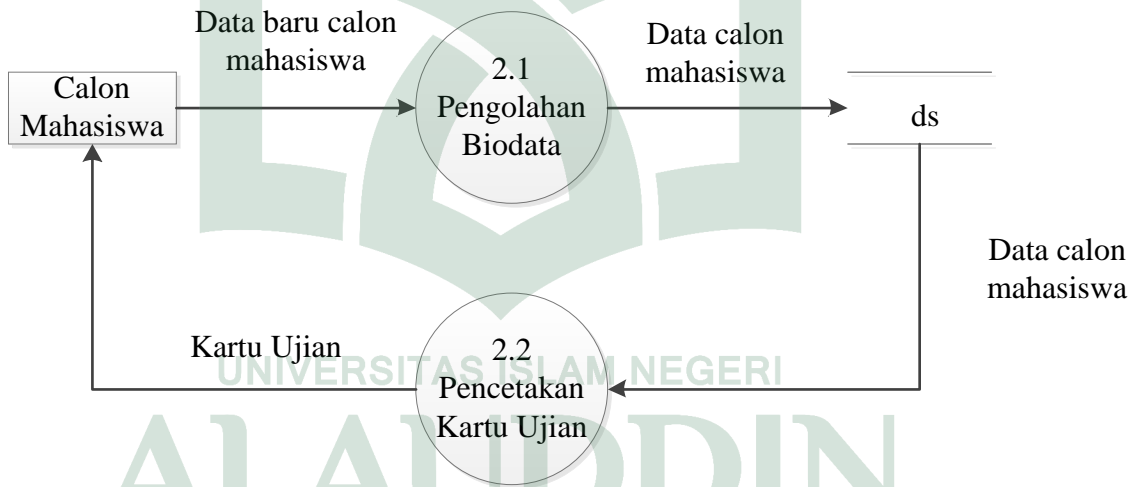 Data baru calon
mahasiswa
Data calon
mahasiswa
Calon
Mahasiswa
2.1
Pengolahan
Biodata
ds
Data calon
mahasiswa
Kartu Ujian
2.2
Pencetakan
Kartu Ujian
UNIVERSITAS ISLAM NEGERI
ALAUDDIN